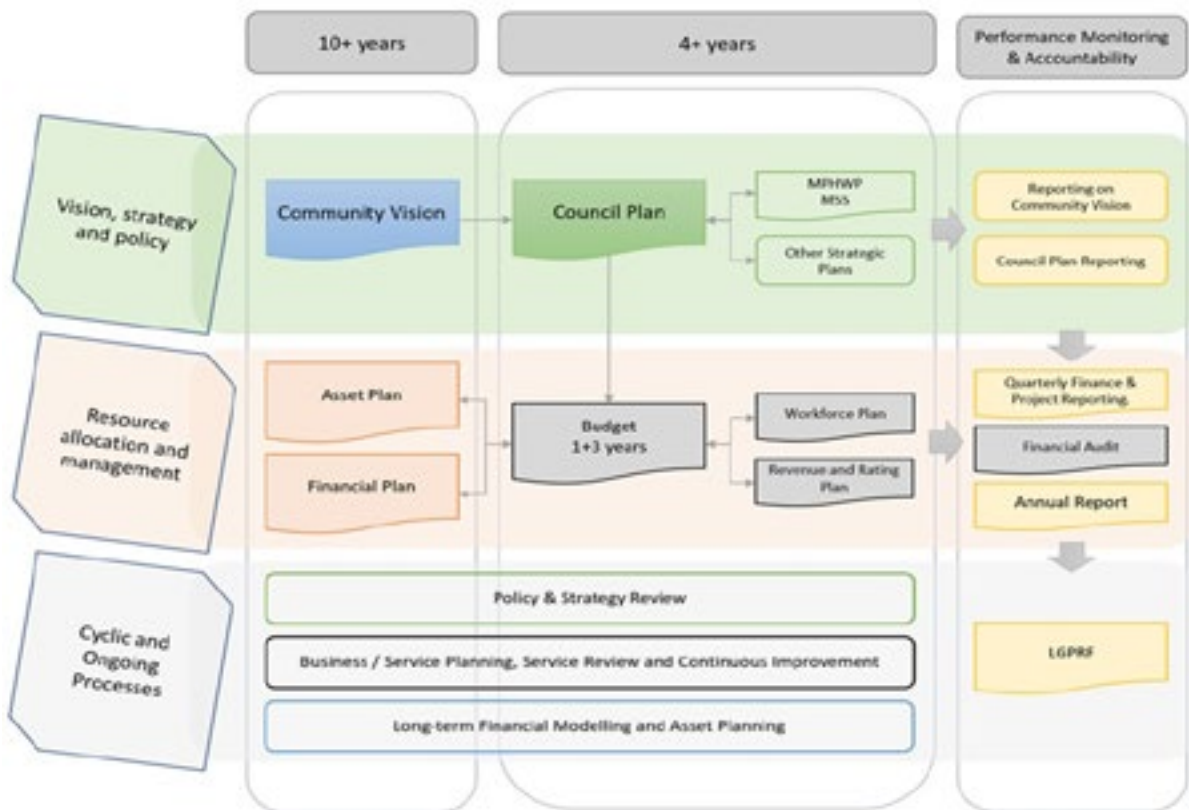 10+ years
4+ years
Performance Monitoring
& Accountability
Vision, strategy
and policy
Community Vision
Council Plan
MPHWP
MSS
Other Strategic
Plans
Reporting on
Community Vision
Council Plan Reporting
Resource
allocation and
management
Asset Plan
Financial Plan
Budget
1+3 years
Workforce Plan
Revenue and Rating
Plan
Quarterly Finance &
Project Reporting.
Financial Audit
Annual Report
Cyclic and
Ongoing
Processes
Policy & Strategy Review
Business / Service Planning, Service Review and Continuous Improvement
Long-term Financial Modelling and Asset Planning
LGPRF